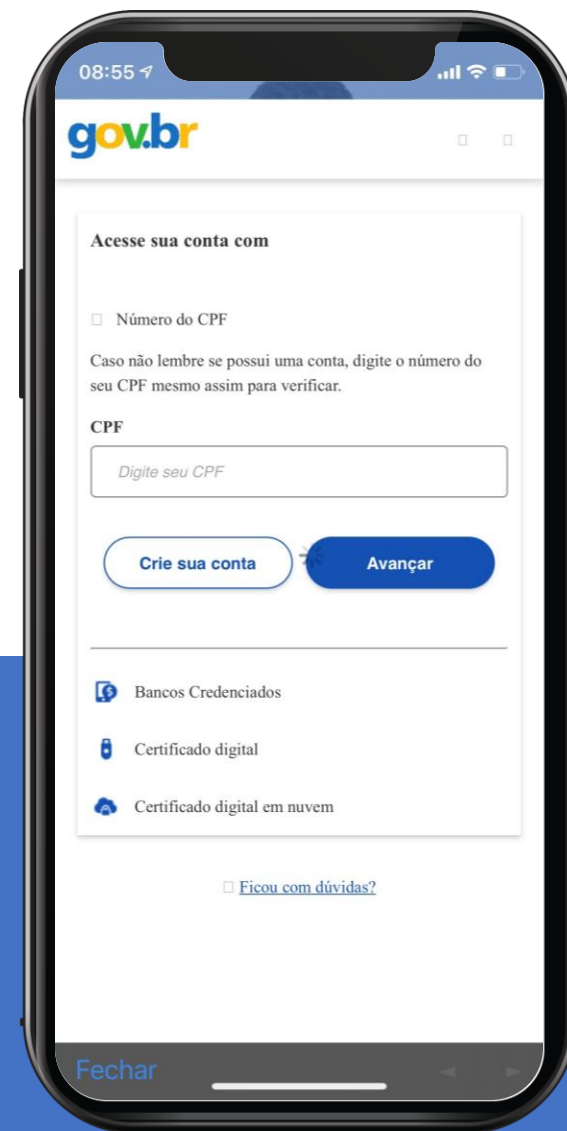 08:55
gov.br
Acesse sua conta com
Número do CPF
Caso não lembre se possui uma conta, digite o número do
seu CPF mesmo assim para verificar.
CPF
Digite seu CPF
Crie sua conta
Avançar
Bancos Credenciados
Certificado digital
Certificado digital em nuvem
Ficou com dúvidas?
Fechar